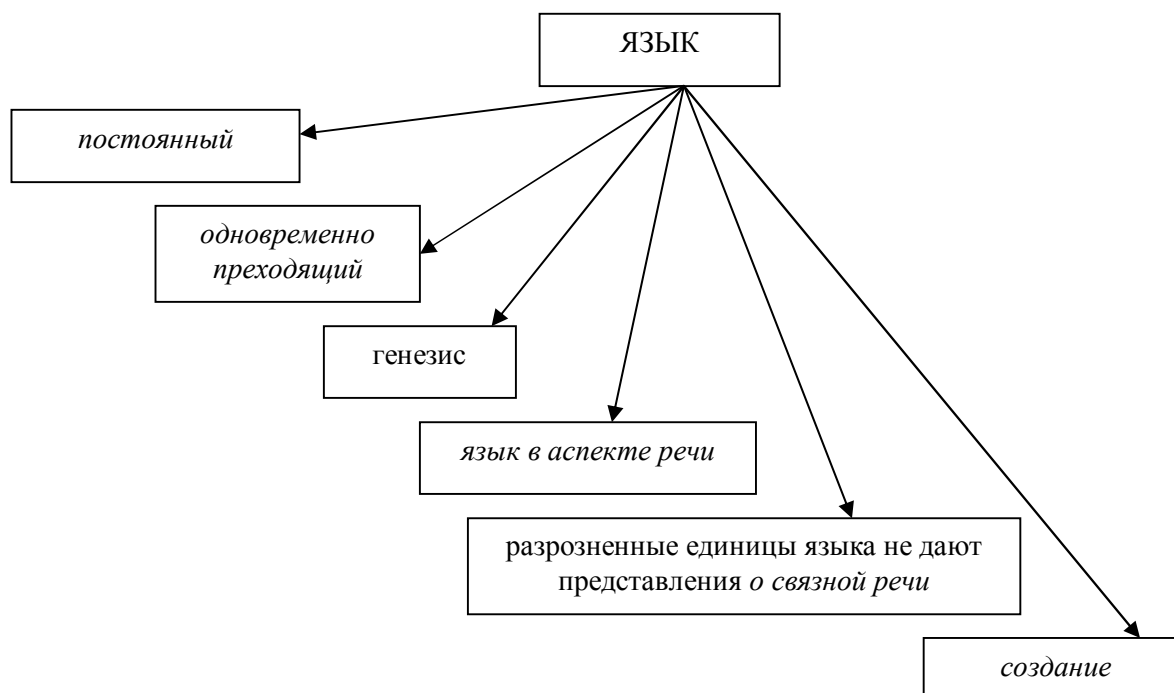 ЯЗЫК
постоянный
одновременно
преходящий
генезис
язык в аспекте речи
разрозненные единицы языка не дают
представления о связной речи
создание